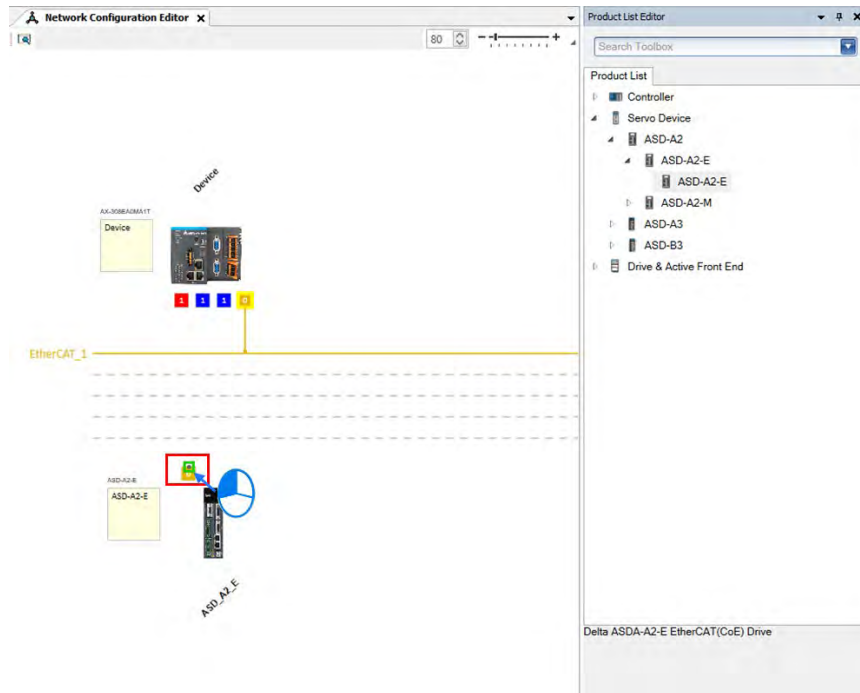 Network Configuration Editor
80
Device
AX-308EA0MA1T
Device
1 1 1 0
EtherCAT_1
ASD-A2-E
ASD-A2-E
ASD_A2_E
Product List Editor
Search Toolbox
Product List
Controller
Servo Device
ASD-A2
ASD-A2-E
ASD-A2-E
ASD-A2-M
ASD-A3
ASD-B3
Drive & Active Front End
Delta ASDA-A2-E EtherCAT(CoE) Drive